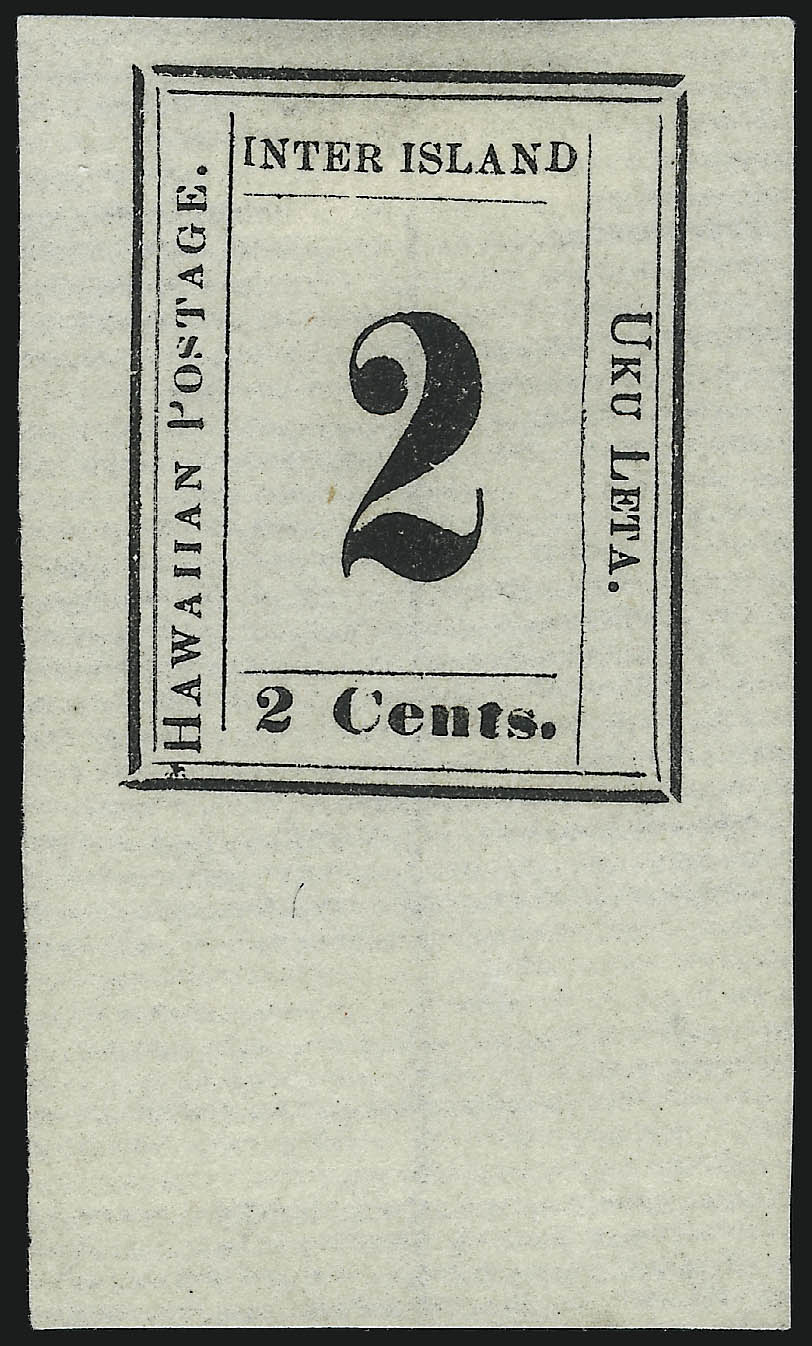 INTER ISLAND
HAWAIIAN POSTAGE.
2
UKU LETA.
2 Cents.